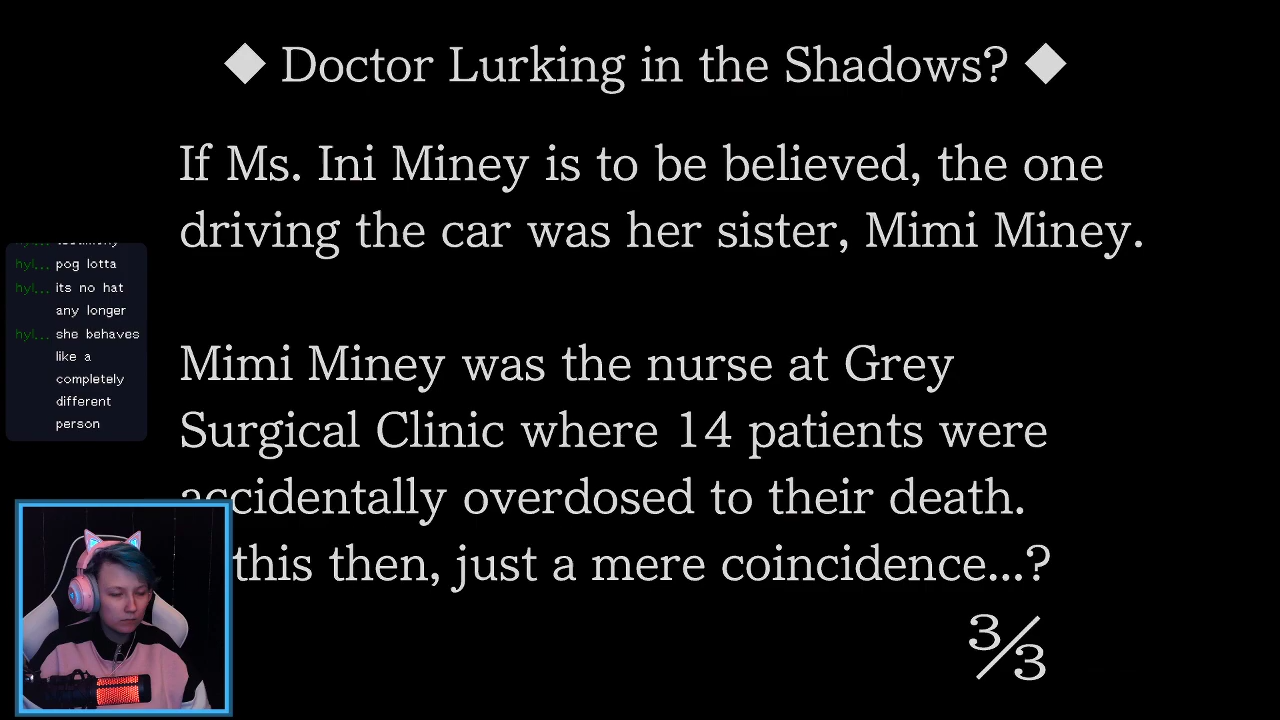 ◆ Doctor Lurking in the Shadows? ◆
If Ms. Ini Miney is to be believed, the one
driving the car was her sister, Mimi Miney.
Mimi Miney was the nurse at Grey
Surgical Clinic where 14 patients were
accidentally overdosed to their death.
this then, just a mere coincidence...?
3/3
hyl... pog lotta
hyl... its no hat
any longer
hyl... she behaves
like a
completely
different
person